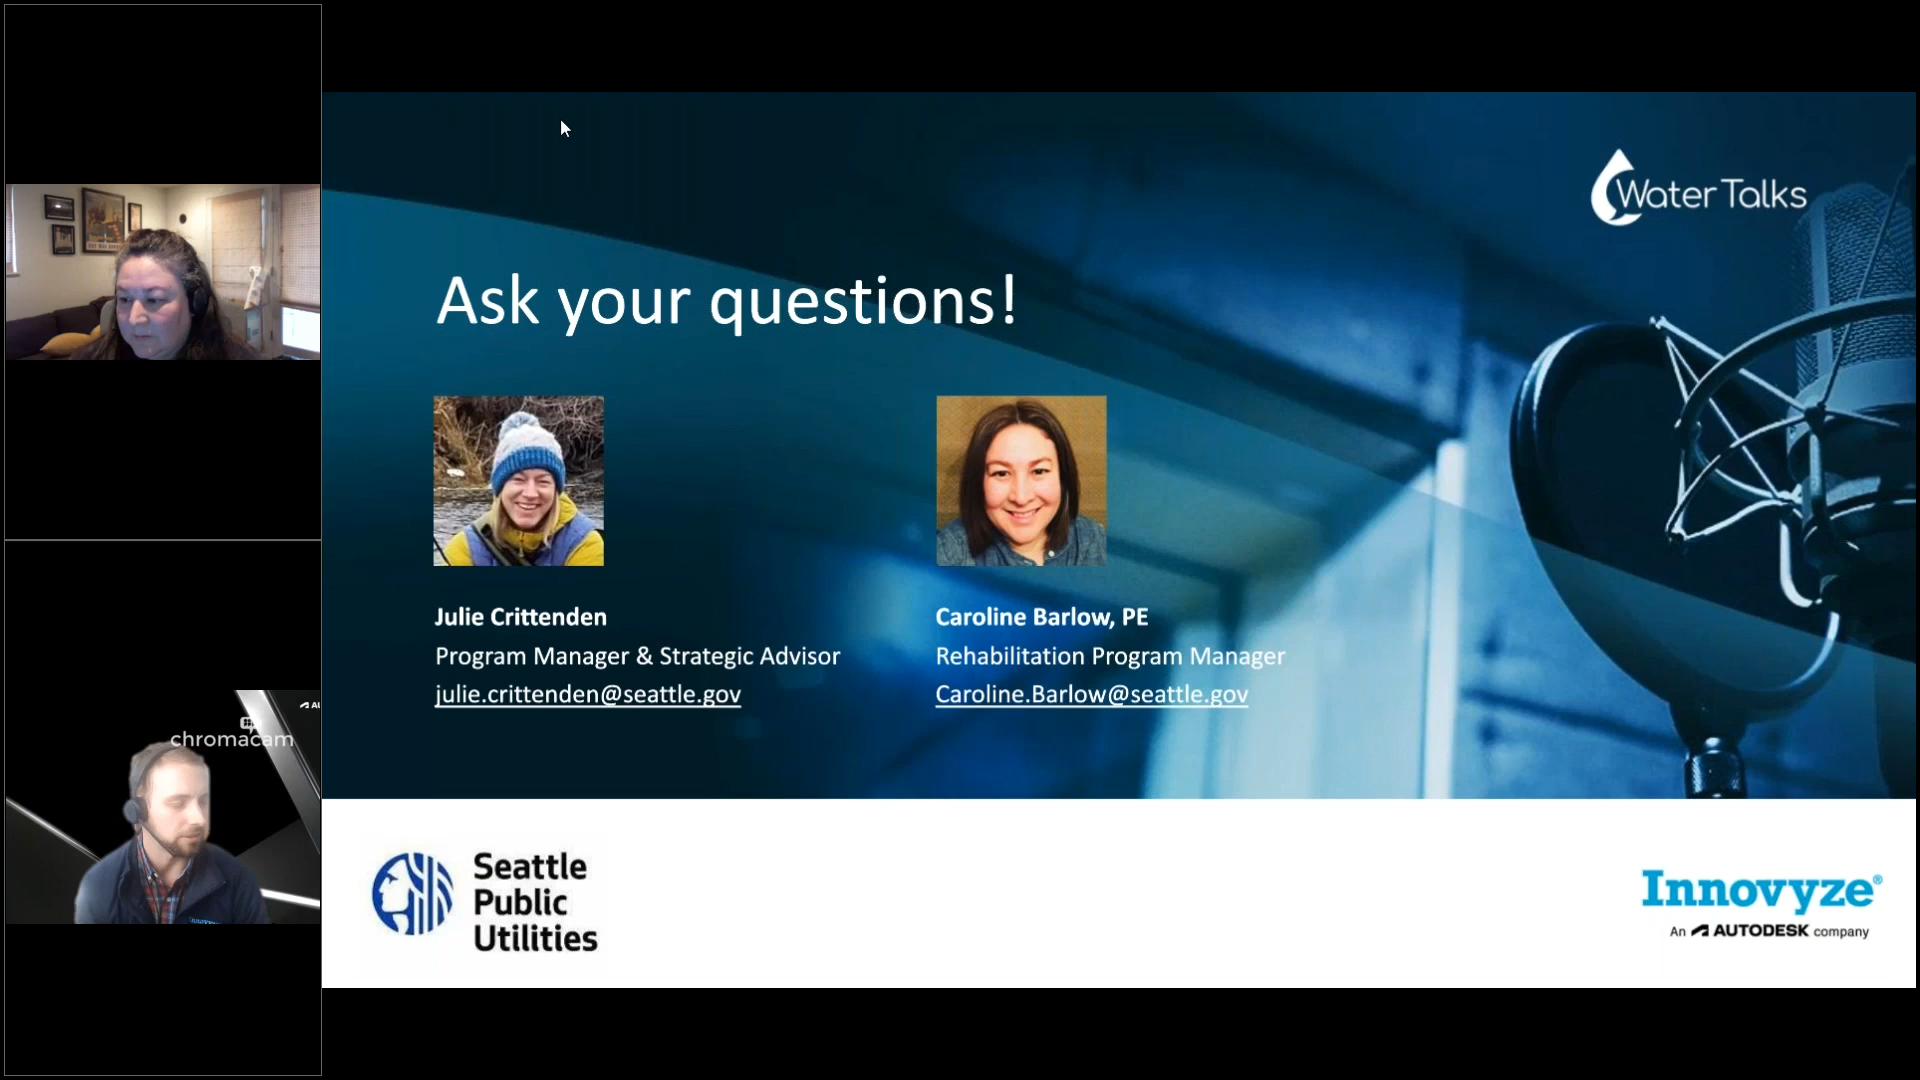 chromacam
Water Talks
Ask your questions!
Julie Crittenden
Program Manager & Strategic Advisor
julie.crittenden@seattle.gov
Caroline Barlow, PE
Rehabilitation Program Manager
Caroline.Barlow@seattle.gov
Seattle
Public
Utilities
Innovyze®
An AUTODESK company